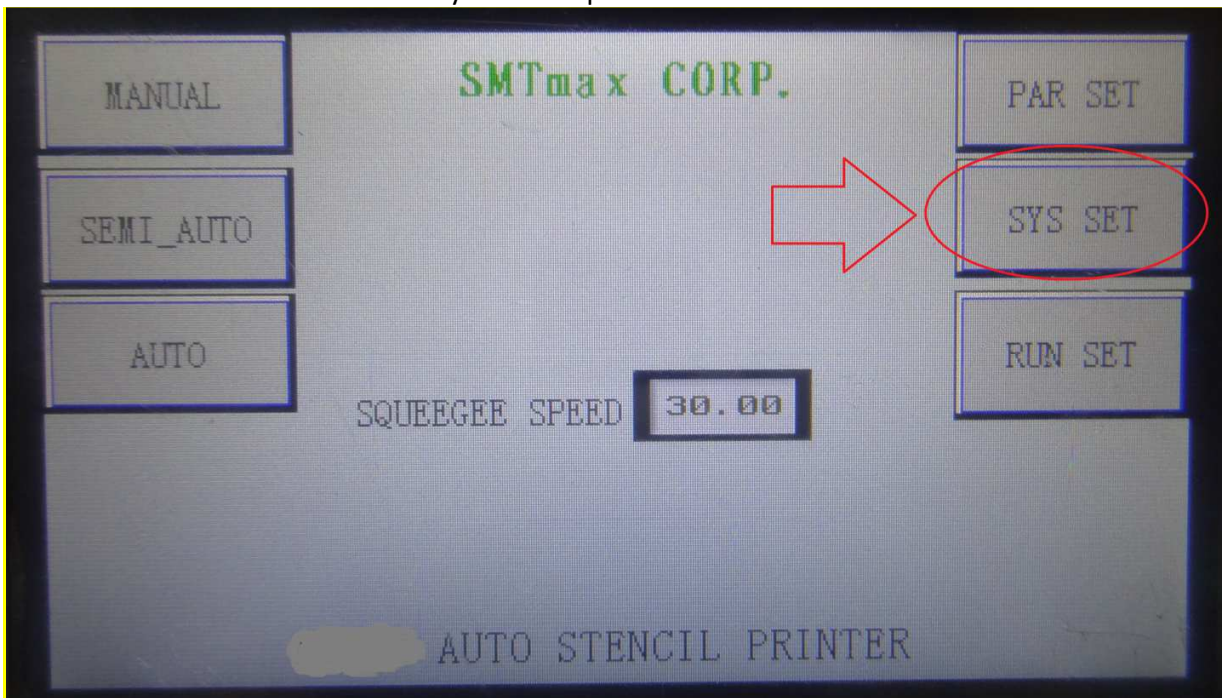 SMTmax CORP.
MANUAL
PAR SET
SEMI_AUTO
SYS SET
AUTO
RUN SET
SQUEEGEE SPEED 30.00
AUTO STENCIL PRINTER